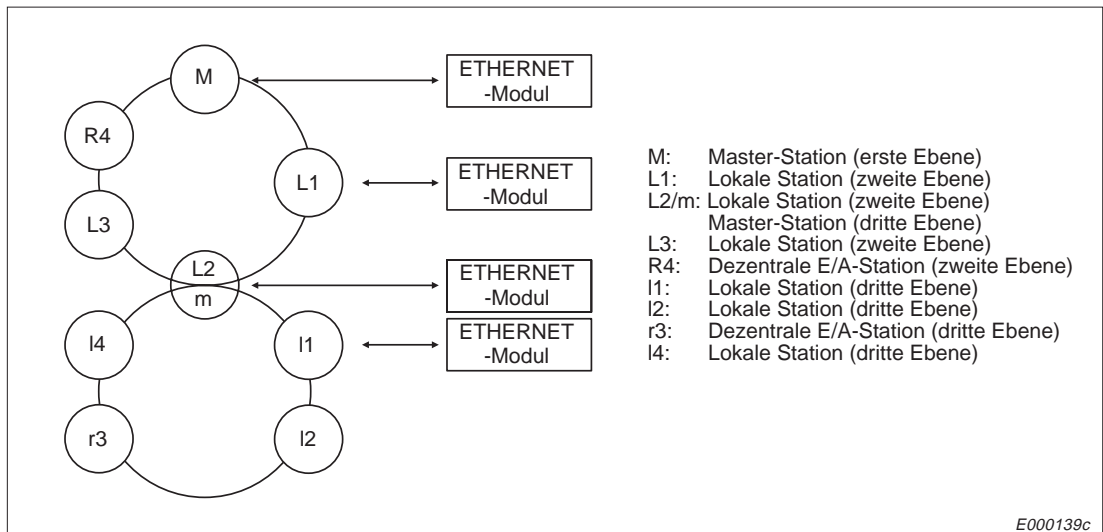 M
ETHERNET
-Modul
R4
L1
ETHERNET
-Modul
L3
L2
m
ETHERNET
-Modul
l4
l1
ETHERNET
-Modul
r3
l2
M: Master-Station (erste Ebene)
L1: Lokale Station (zweite Ebene)
L2/m: Lokale Station (zweite Ebene)
Master-Station (dritte Ebene)
L3: Lokale Station (zweite Ebene)
R4: Dezentrale E/A-Station (zweite Ebene)
l1: Lokale Station (dritte Ebene)
l2: Lokale Station (dritte Ebene)
r3: Dezentrale E/A-Station (dritte Ebene)
l4: Lokale Station (dritte Ebene)
E000139c